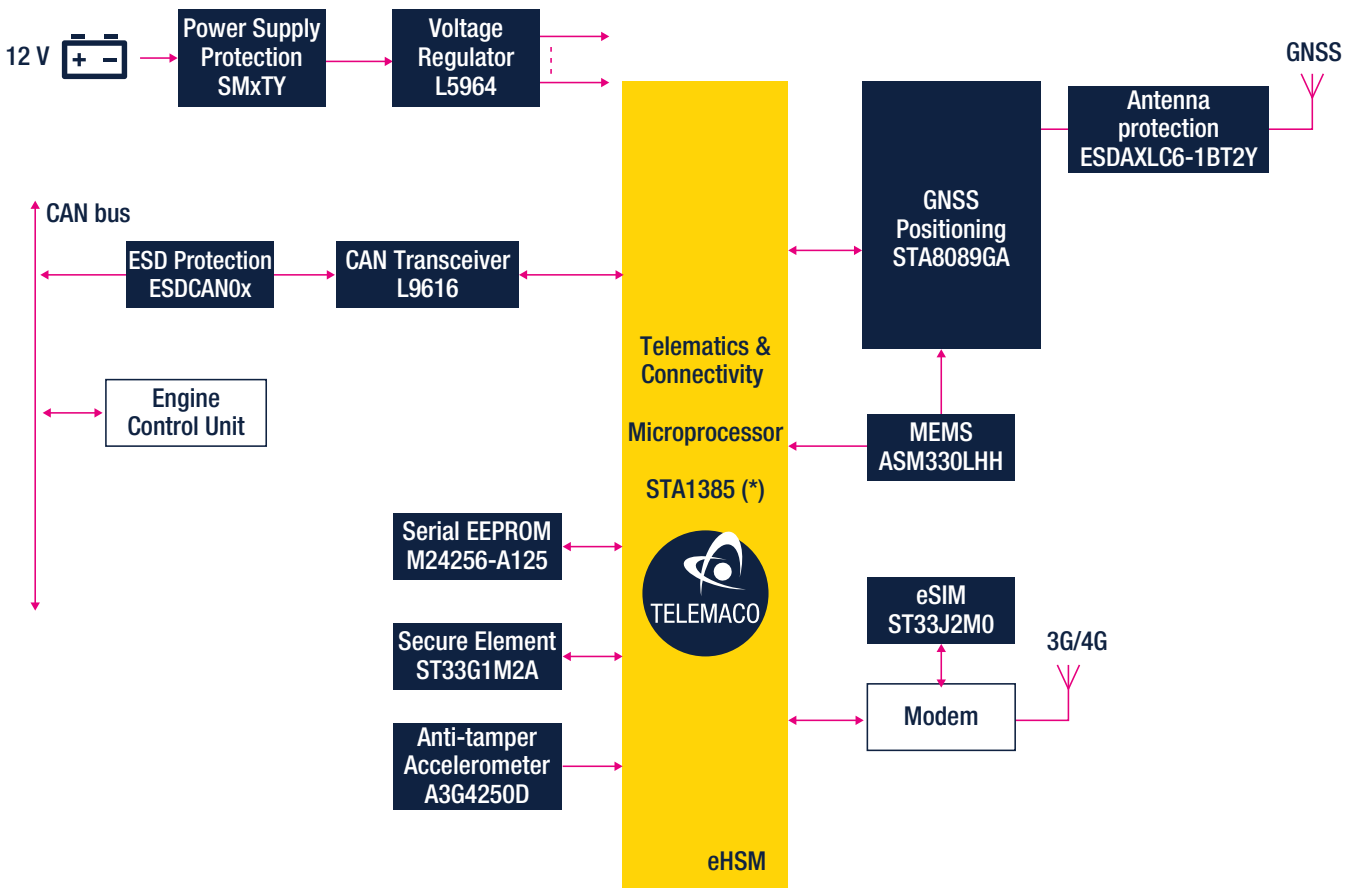 12 V
+ −
Power Supply
Protection
SMxTY
Voltage
Regulator
L5964
GNSS
Antenna
protection
ESDAXLC6-1BT2Y
GNSS
Positioning
STA8089GA
CAN bus
ESD Protection
ESDCAN0x
CAN Transceiver
L9616
Engine
Control Unit
Telematics &
Connectivity
Microprocessor
STA1385 (*)
TELEMACO
eHSM
MEMS
ASM330LHH
Serial EEPROM
M24256-A125
Secure Element
ST33G1M2A
Anti-tamper
Accelerometer
A3G4250D
eSIM
ST33J2M0
3G/4G
Modem